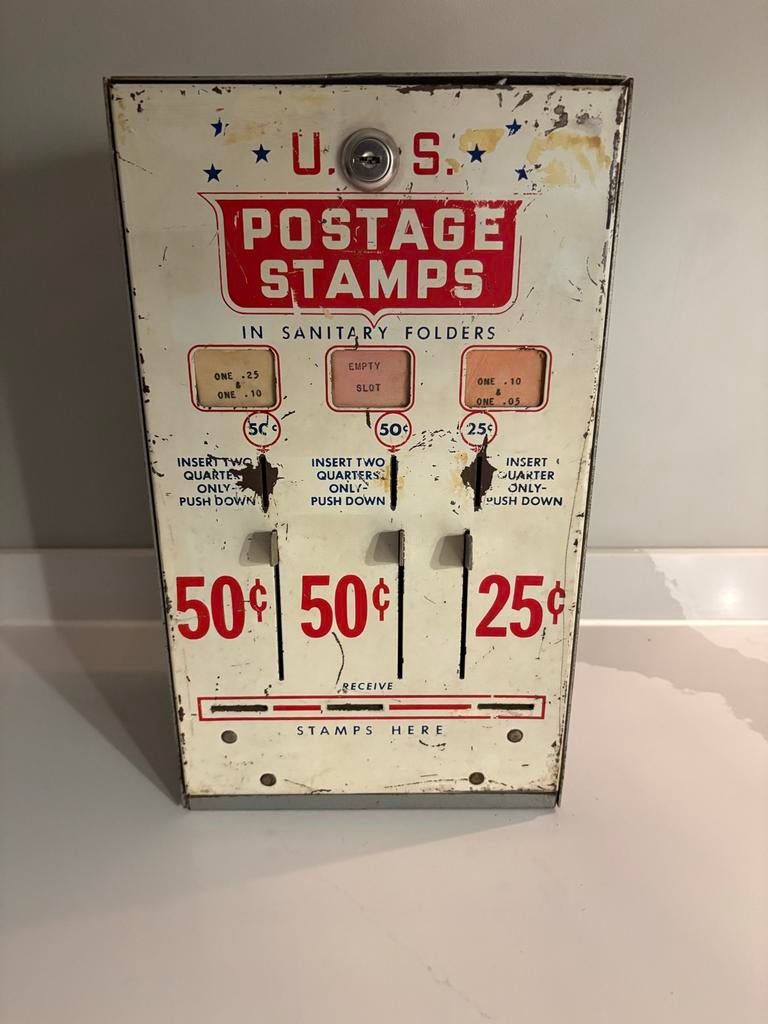 U. S.
POSTAGE
STAMPS
IN SANITARY FOLDERS
ONE .25
&
ONE .10
EMPTY
SLOT
ONE .10
&
ONE .05
50¢
50¢
25¢
INSERT TWO
QUARTERS
ONLY-
PUSH DOWN
INSERT TWO
QUARTERS
ONLY-
PUSH DOWN
INSERT
QUARTER
ONLY-
PUSH DOWN
50¢
50¢
25¢
RECEIVE
STAMPS HERE